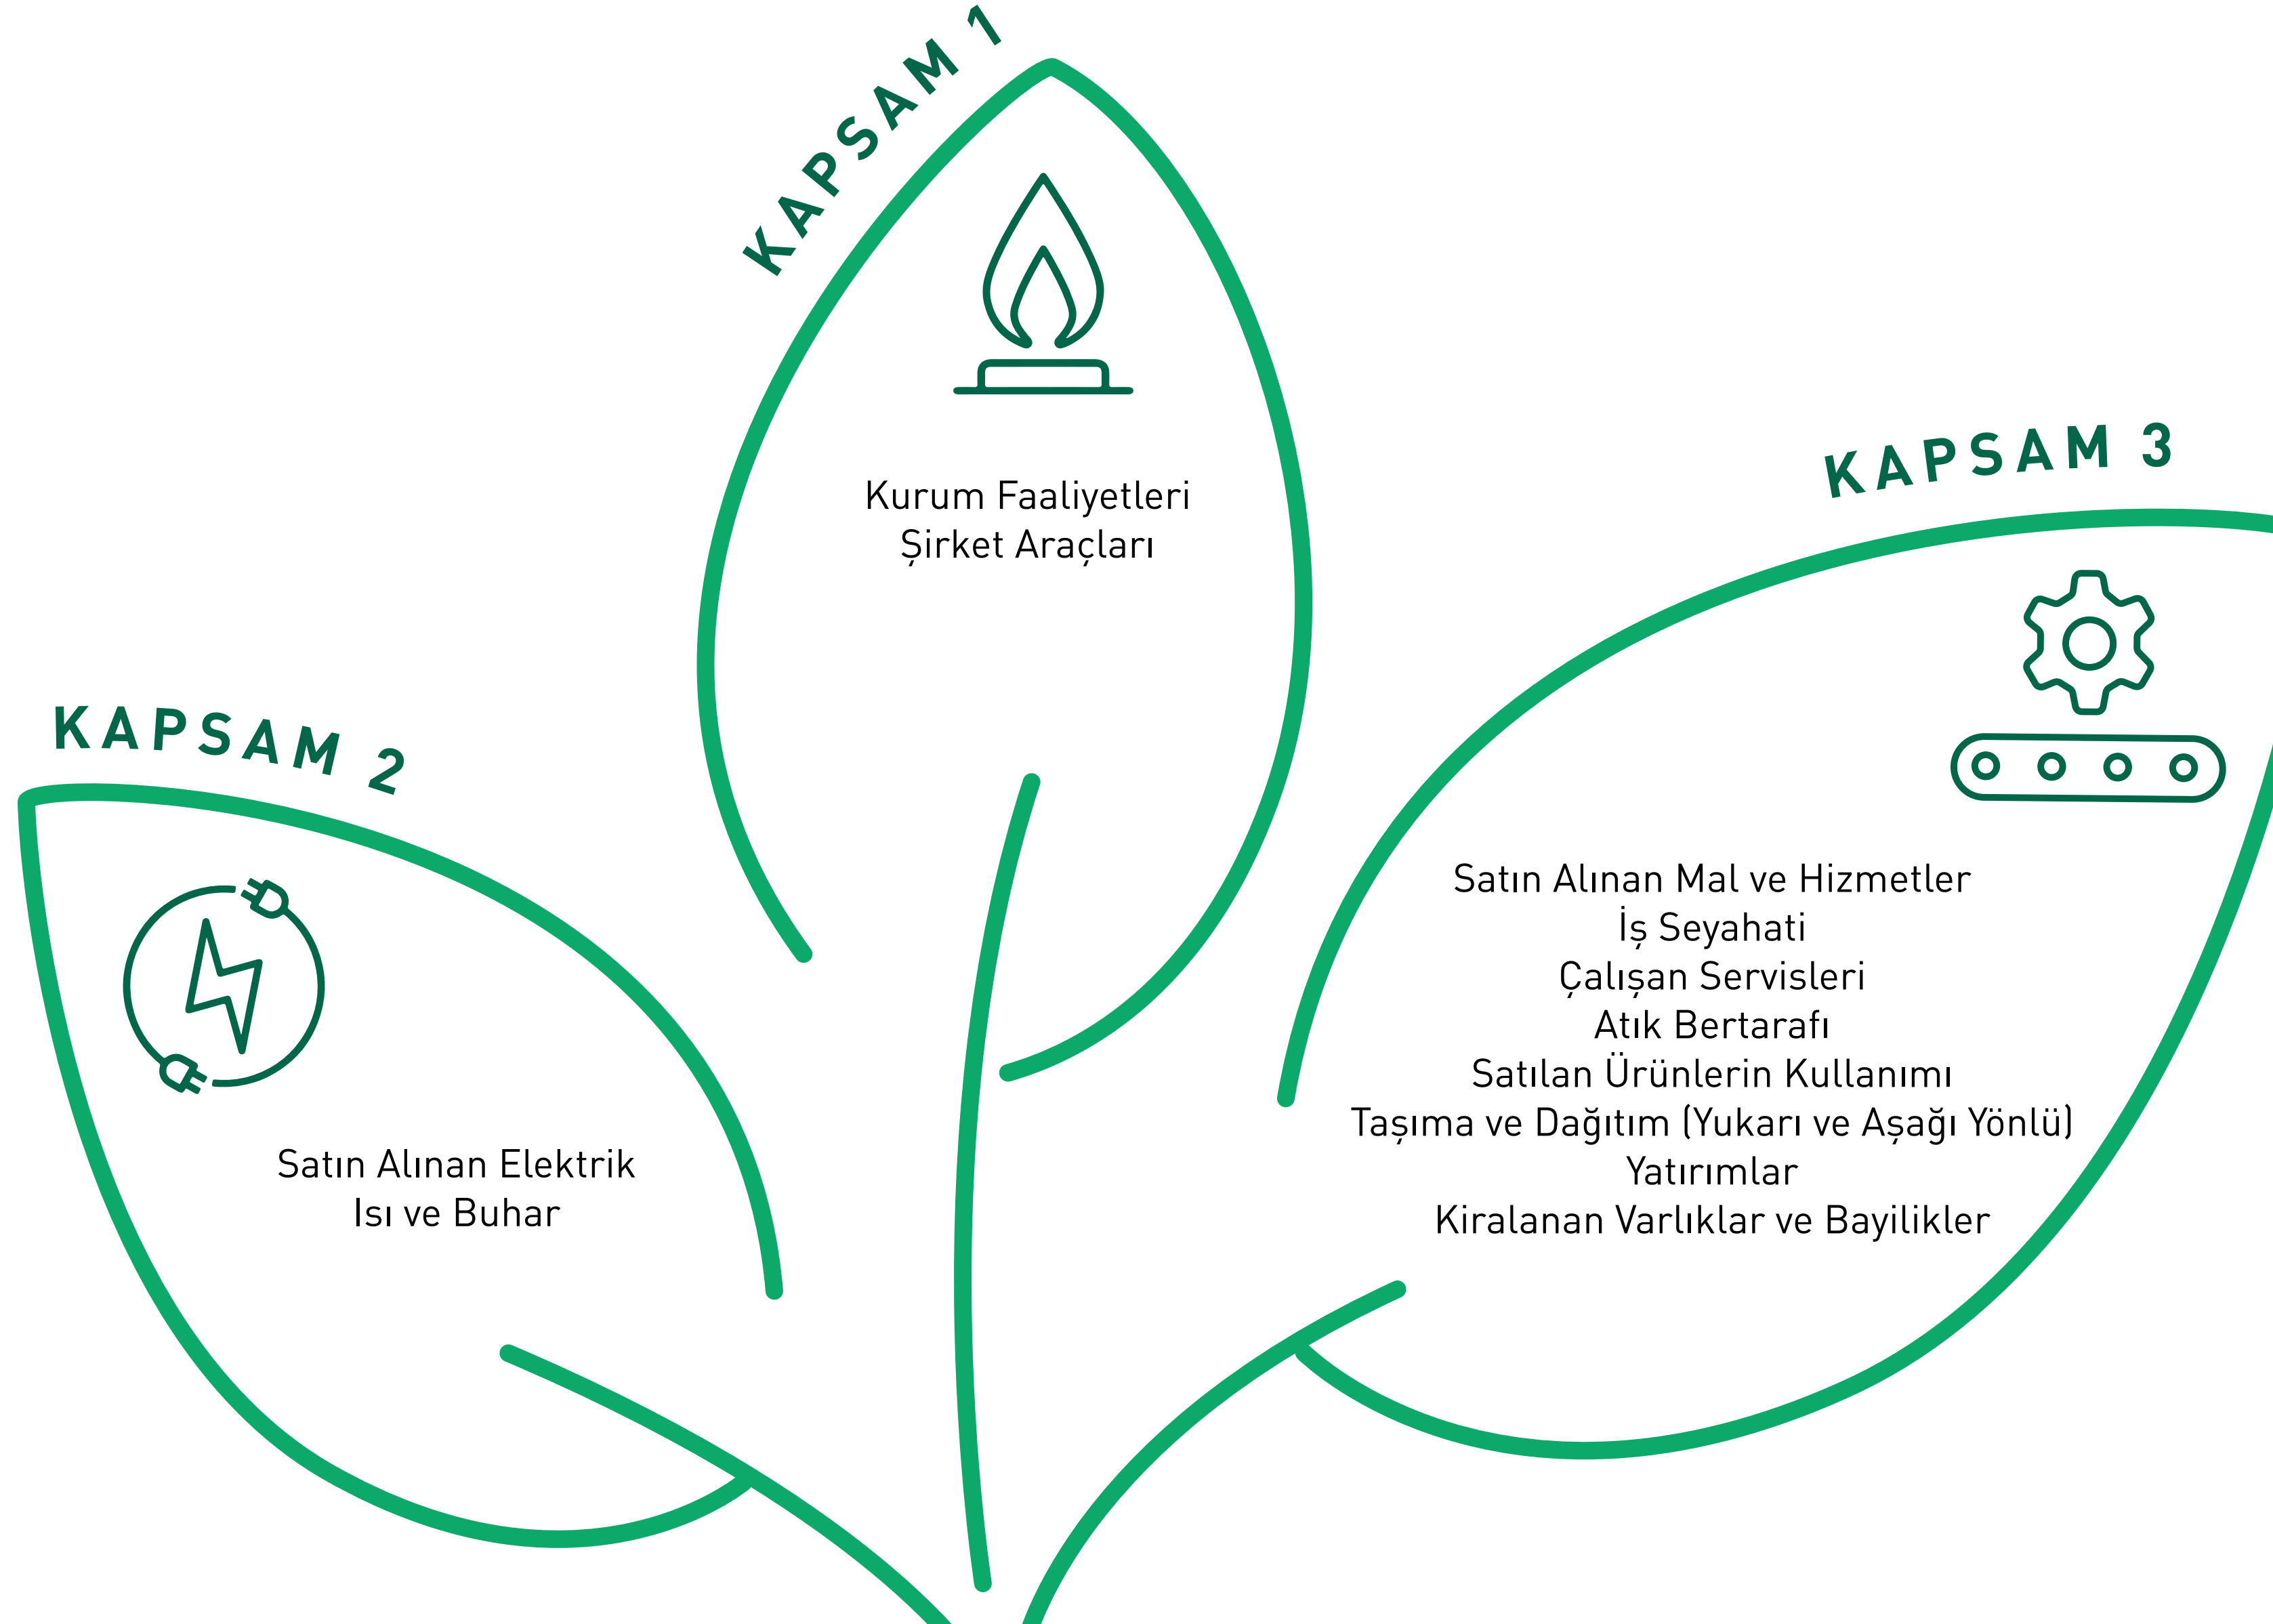 KAPSAM 1
Kurum Faaliyetleri
Şirket Araçları
KAPSAM 2
Satın Alınan Elektrik
Isı ve Buhar
KAPSAM 3
Satın Alınan Mal ve Hizmetler
İş Seyahati
Çalışan Servisleri
Atık Bertarafı
Satılan Ürünlerin Kullanımı
Taşıma ve Dağıtım (Yukarı ve Aşağı Yönlü)
Yatırımlar
Kiralanan Varlıklar ve Bayilikler